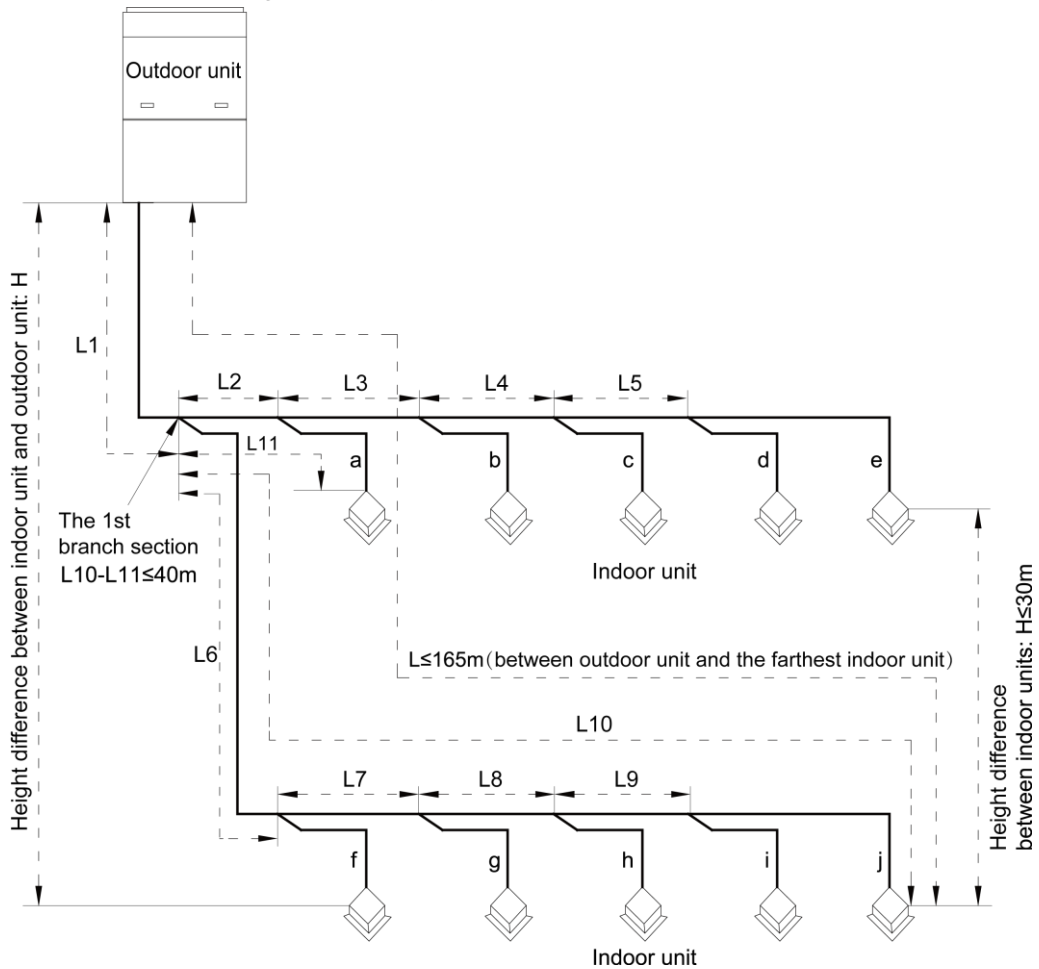 Outdoor unit
Height difference between indoor unit and outdoor unit: H
L1
L2
L3
L4
L5
L11
a
b
c
d
e
The 1st
branch section
L10-L11≤40m
Indoor unit
L6
L≤165m(between outdoor unit and the farthest indoor unit)
L10
Height difference
between indoor units: H≤30m
L7
L8
L9
f
g
h
i
j
Indoor unit